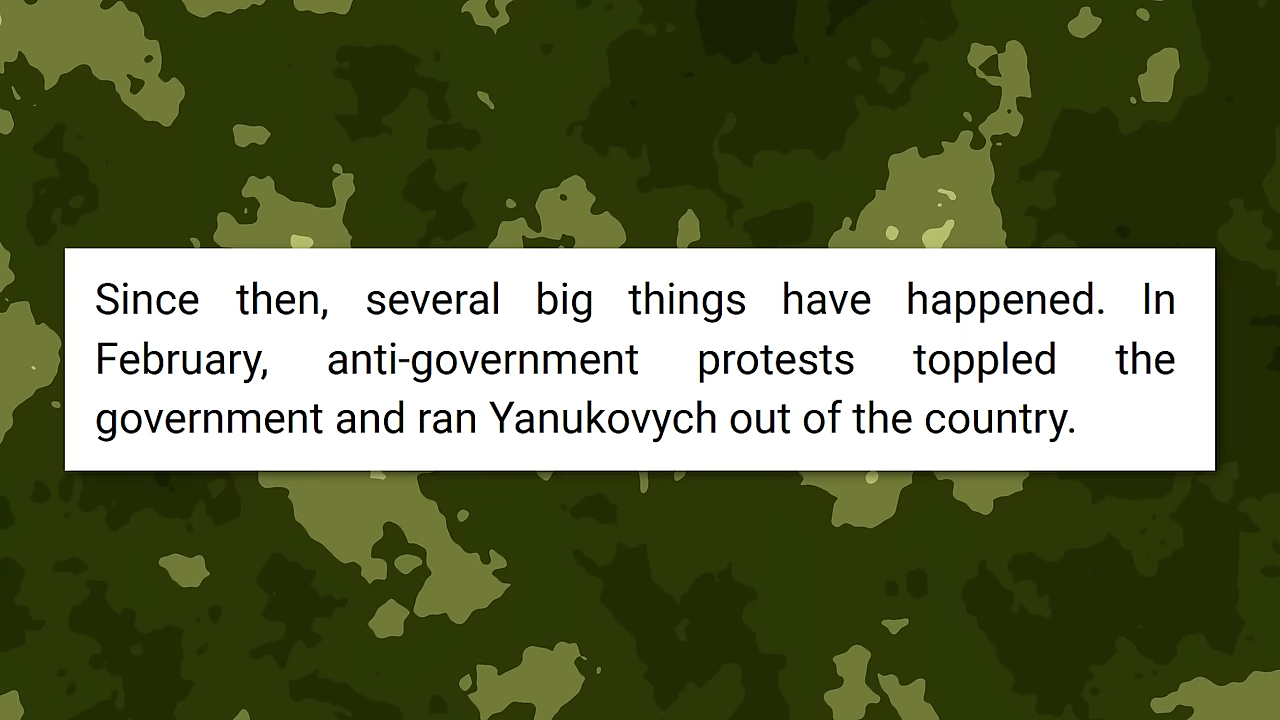 Since then, several big things have happened. In
February, anti-government protests toppled the
government and ran Yanukovych out of the country.